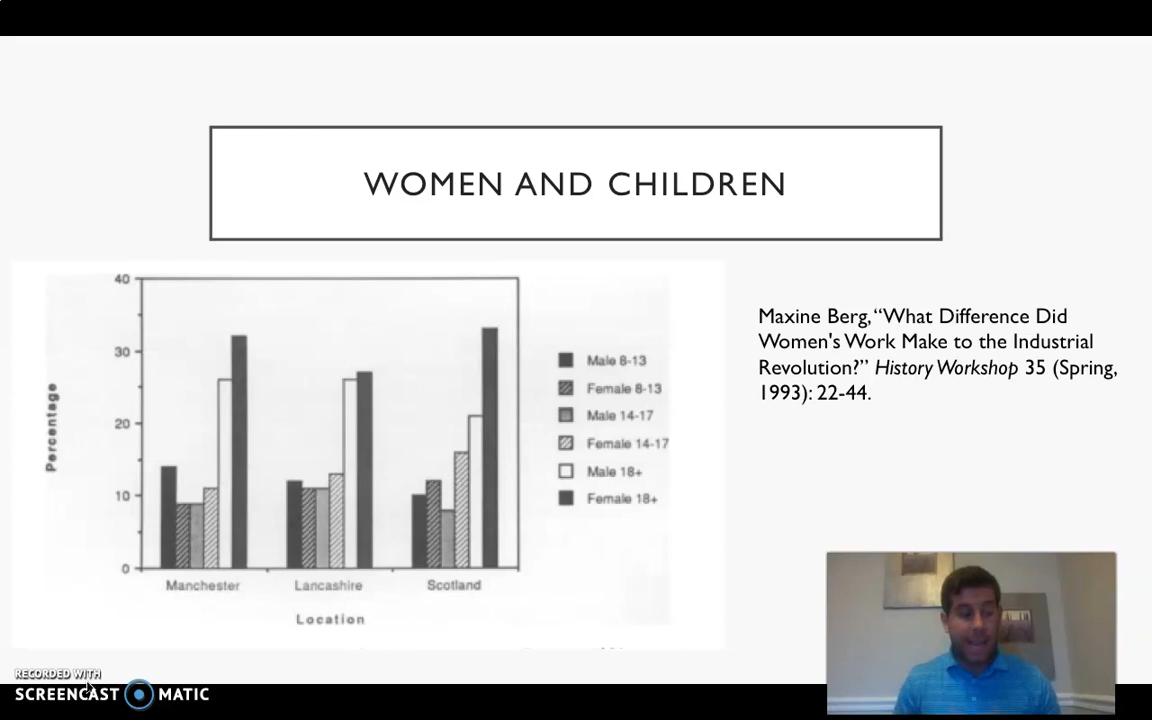 WOMEN AND CHILDREN
40
30
20
10
0
Percentage
Manchester
Lancashire
Scotland
Location
Male 8-13
Female 8-13
Male 14-17
Female 14-17
Male 18+
Female 18+
Maxine Berg, “What Difference Did
Women's Work Make to the Industrial
Revolution?” History Workshop 35 (Spring,
1993): 22-44.
RECORDED WITH
SCREENCAST MATIC